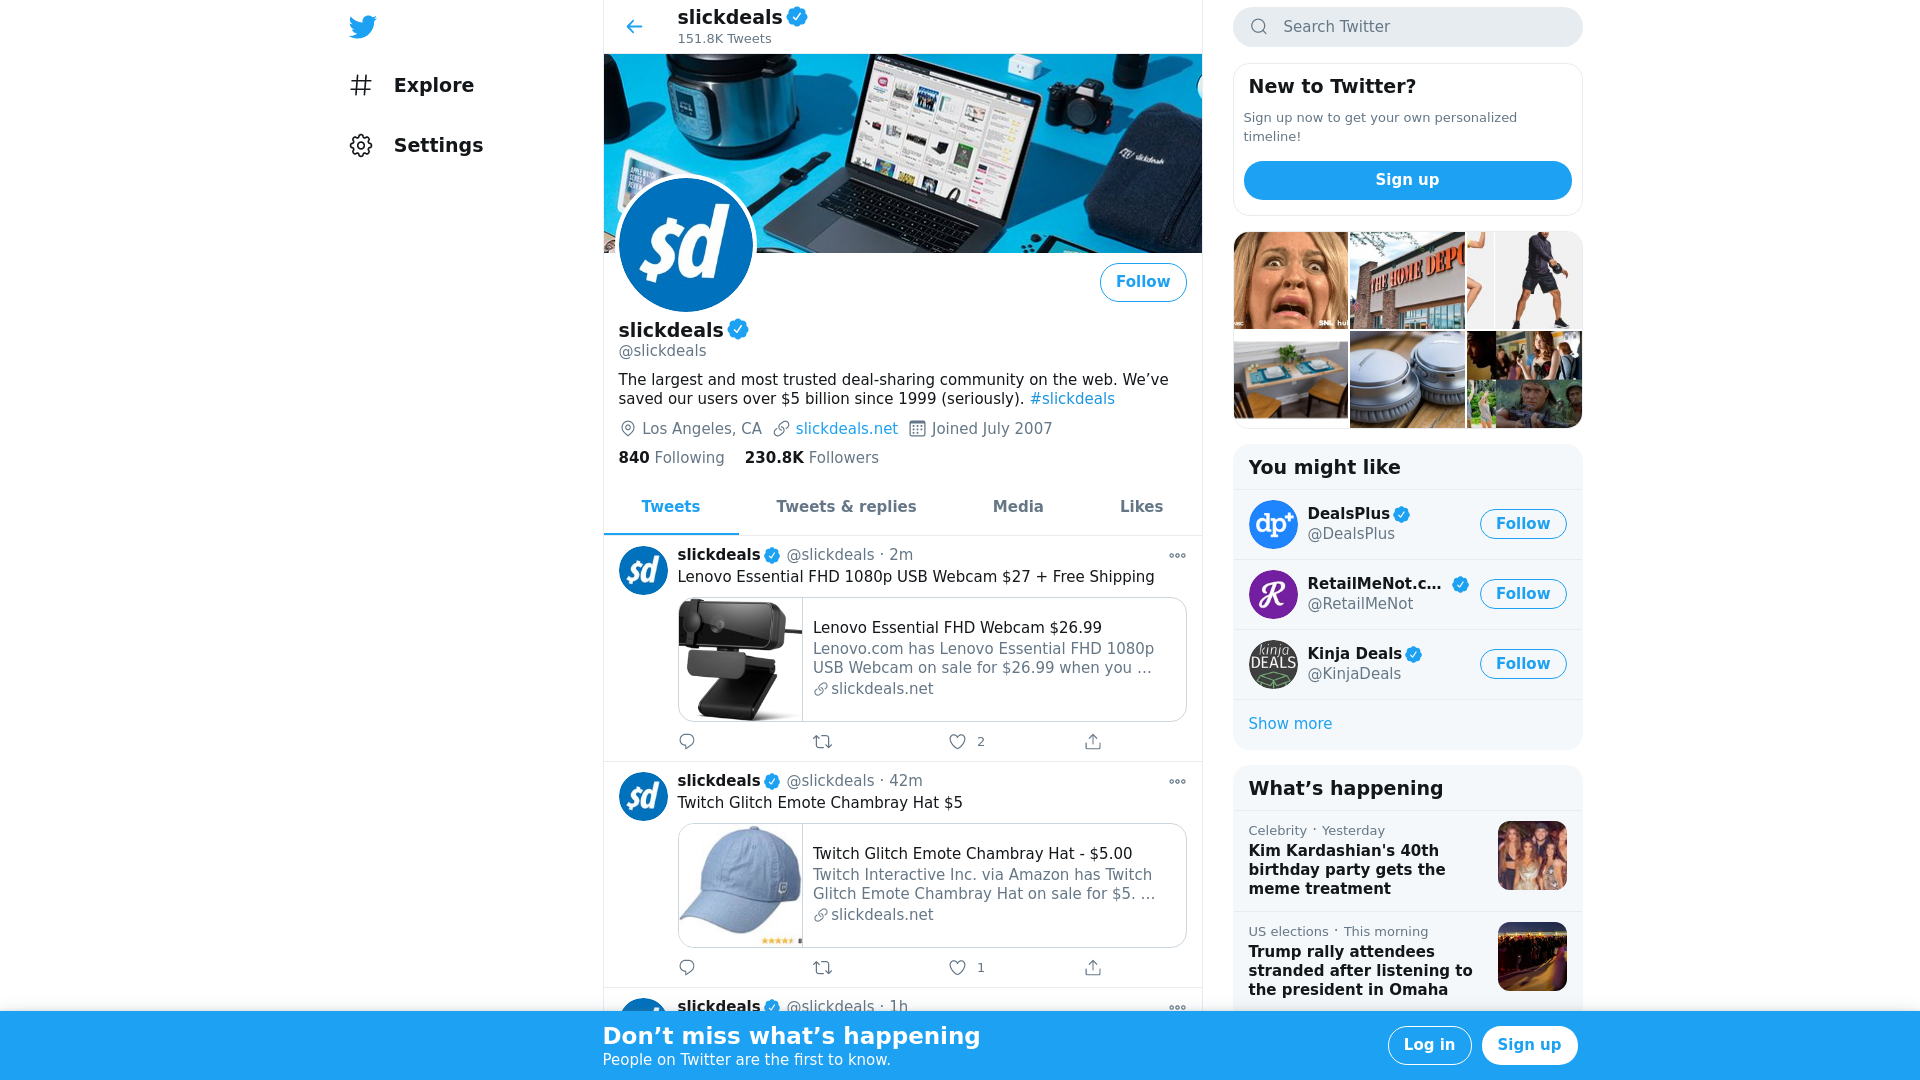 slickdeals
151.8K Tweets
Search Twitter
Explore
Settings
New to Twitter?
Sign up now to get your own personalized
timeline!
Sign up
slickdeals
$d
THE HOME DEPO
SNL hul
Follow
slickdeals
@slickdeals
The largest and most trusted deal-sharing community on the web. We’ve
saved our users over $5 billion since 1999 (seriously). #slickdeals
Los Angeles, CA slickdeals.net Joined July 2007
840 Following 230.8K Followers
Tweets Tweets & replies Media Likes
$d
slickdeals @slickdeals · 2m
Lenovo Essential FHD 1080p USB Webcam $27 + Free Shipping
Lenovo Essential FHD Webcam $26.99
Lenovo.com has Lenovo Essential FHD 1080p
USB Webcam on sale for $26.99 when you …
slickdeals.net
2
$d
slickdeals @slickdeals · 42m
Twitch Glitch Emote Chambray Hat $5
Twitch Glitch Emote Chambray Hat - $5.00
Twitch Interactive Inc. via Amazon has Twitch
Glitch Emote Chambray Hat on sale for $5. …
slickdeals.net
1
slickdeals @slickdeals · 1h
You might like
dp+
DealsPlus
@DealsPlus
Follow
R
RetailMeNot.c…
@RetailMeNot
Follow
kinja
DEALS
Kinja Deals
@KinjaDeals
Follow
Show more
What’s happening
Celebrity · Yesterday
Kim Kardashian's 40th
birthday party gets the
meme treatment
US elections · This morning
Trump rally attendees
stranded after listening to
the president in Omaha
Don’t miss what’s happening
People on Twitter are the first to know.
Log in
Sign up